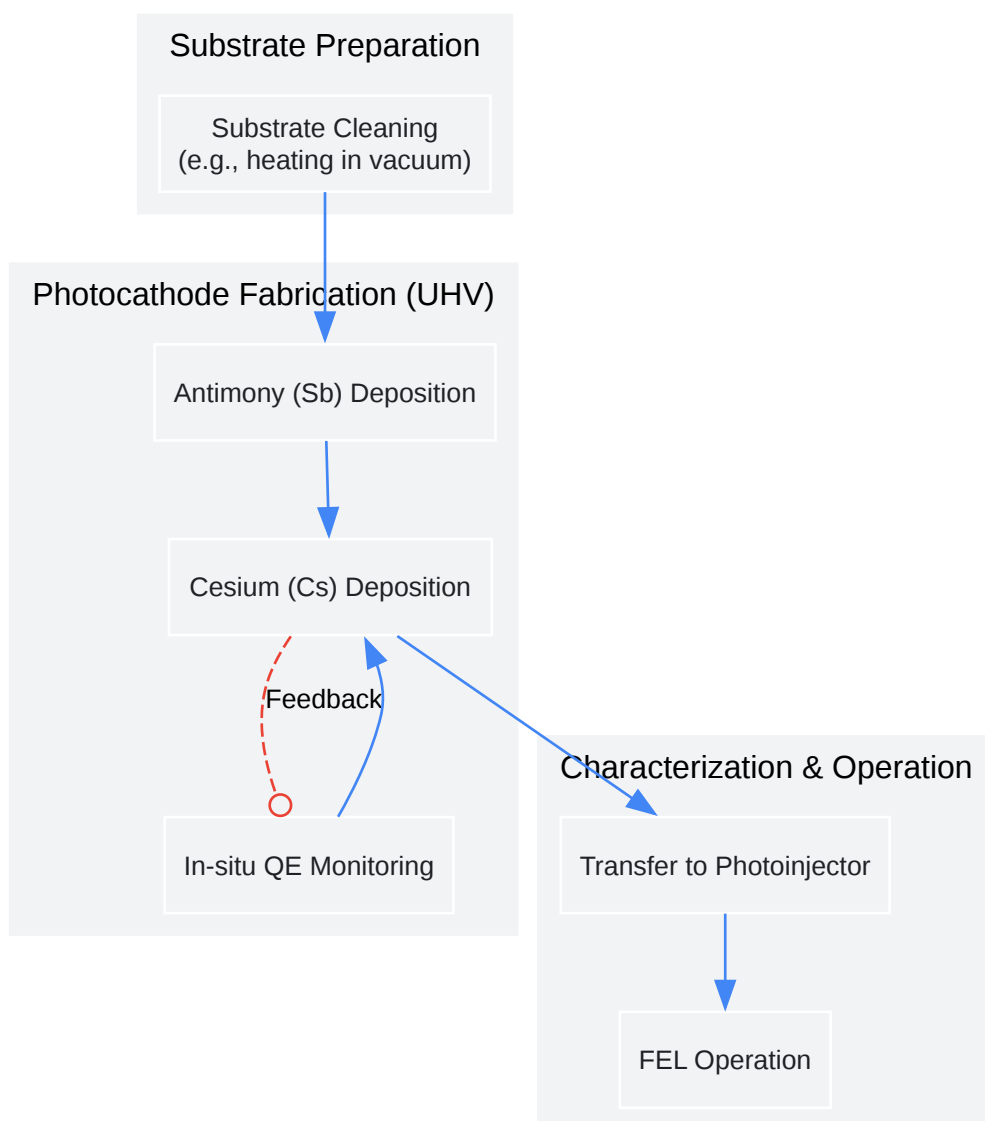 Substrate Preparation
Substrate Cleaning
(e.g., heating in vacuum)
Photocathode Fabrication (UHV)
Antimony (Sb) Deposition
Cesium (Cs) Deposition
Feedback
In-situ QE Monitoring
Characterization & Operation
Transfer to Photoinjector
FEL Operation